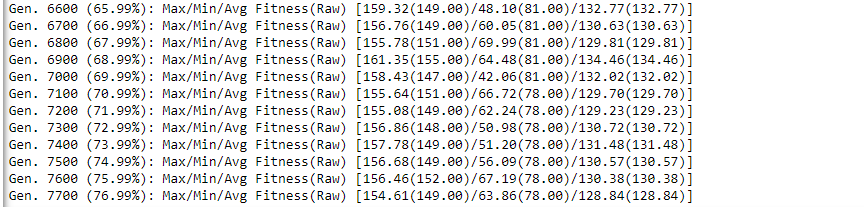 Gen. 6600 (65.99%): Max/Min/Avg Fitness(Raw) [159.32(149.00)/48.10(81.00)/132.77(132.77)]
Gen. 6700 (66.99%): Max/Min/Avg Fitness(Raw) [156.76(149.00)/60.05(81.00)/130.63(130.63)]
Gen. 6800 (67.99%): Max/Min/Avg Fitness(Raw) [155.78(151.00)/69.99(81.00)/129.81(129.81)]
Gen. 6900 (68.99%): Max/Min/Avg Fitness(Raw) [161.35(155.00)/64.48(81.00)/134.46(134.46)]
Gen. 7000 (69.99%): Max/Min/Avg Fitness(Raw) [158.43(147.00)/42.06(81.00)/132.02(132.02)]
Gen. 7100 (70.99%): Max/Min/Avg Fitness(Raw) [155.64(151.00)/66.72(78.00)/129.70(129.70)]
Gen. 7200 (71.99%): Max/Min/Avg Fitness(Raw) [155.08(149.00)/62.24(78.00)/129.23(129.23)]
Gen. 7300 (72.99%): Max/Min/Avg Fitness(Raw) [156.86(148.00)/50.98(78.00)/130.72(130.72)]
Gen. 7400 (73.99%): Max/Min/Avg Fitness(Raw) [157.78(149.00)/51.20(78.00)/131.48(131.48)]
Gen. 7500 (74.99%): Max/Min/Avg Fitness(Raw) [156.68(149.00)/56.09(78.00)/130.57(130.57)]
Gen. 7600 (75.99%): Max/Min/Avg Fitness(Raw) [156.46(152.00)/67.19(78.00)/130.38(130.38)]
Gen. 7700 (76.99%): Max/Min/Avg Fitness(Raw) [154.61(149.00)/63.86(78.00)/128.84(128.84)]